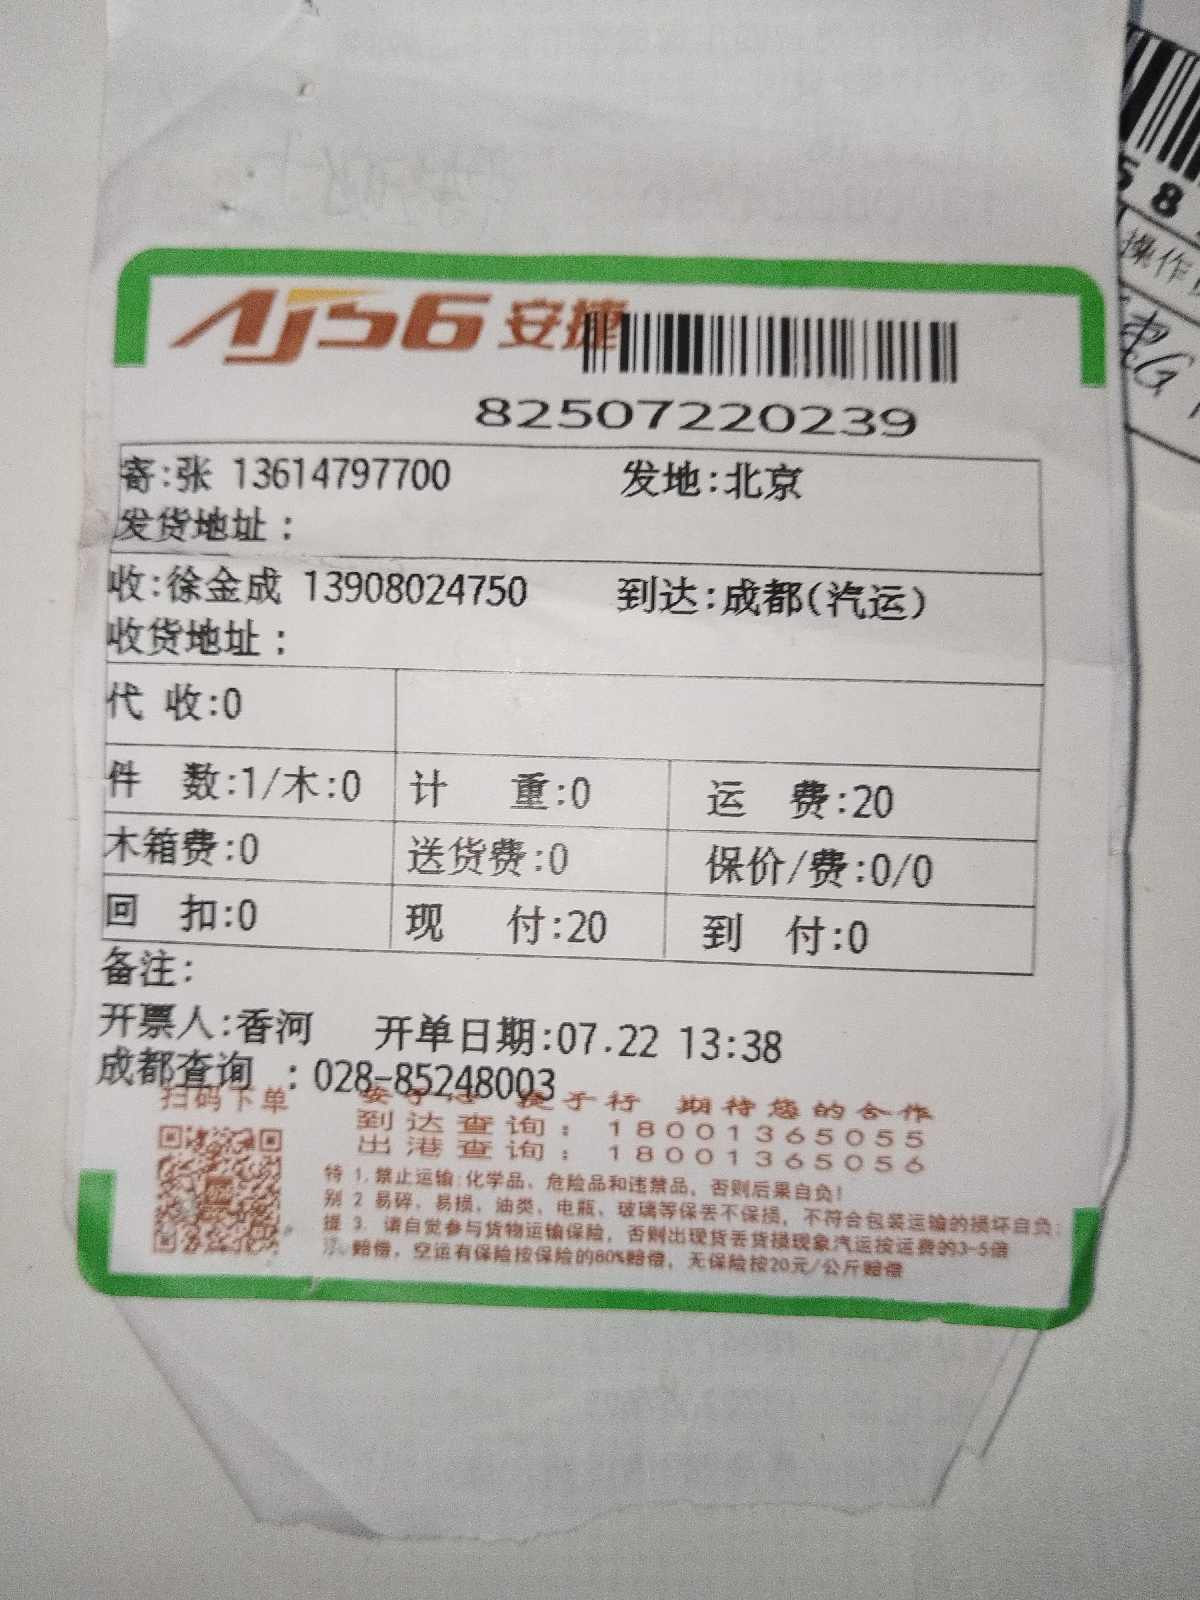 AJ56 安捷
82507220239
寄:张 13614797700 发地:北京
发货地址:
收:徐金成 13908024750 到达:成都(汽运)
收货地址:
代 收:0
件 数:1/木:0 计 重:0 运 费:20
木箱费:0 送货费:0 保价/费:0/0
回 扣:0 现 付:20 到 付:0
备注:
开票人:香河 开单日期:07.22 13:38
成都查询 :028-85248003
扫码下单 安于心 捷于行 期待您的合作
到达查询: 18001365055
出港查询: 18001365056
特 1.禁止运输:化学品、危险品和违禁品,否则后果自负!
别 2 易碎、易损、油类、电瓶、玻璃等保丢不保损,不符合包装运输的损坏自负;
提 3. 请自觉参与货物运输保险,否则出现货丢货损现象汽运按运费的3-5倍
赔偿,空运有保险按保险的80%赔偿,无保险按20元/公斤赔偿
58
操作